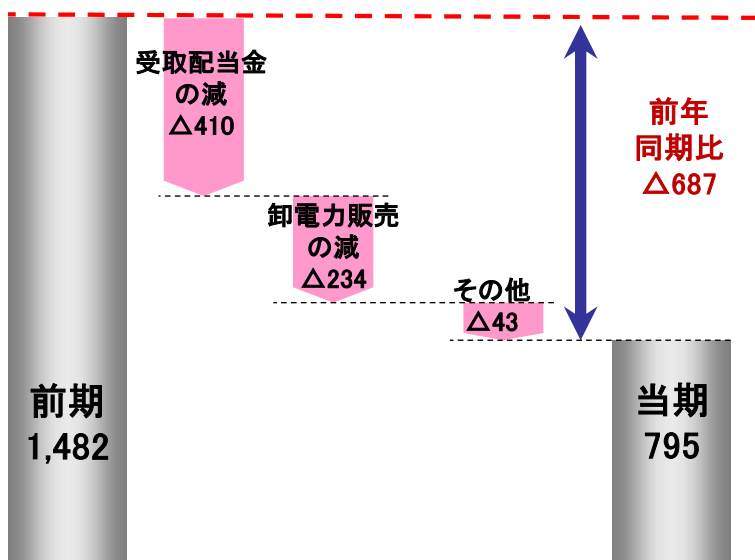 受取配当金
の減
△410
卸電力販売
の減
△234
その他
△43
前年
同期比
△687
前期
1,482
当期
795